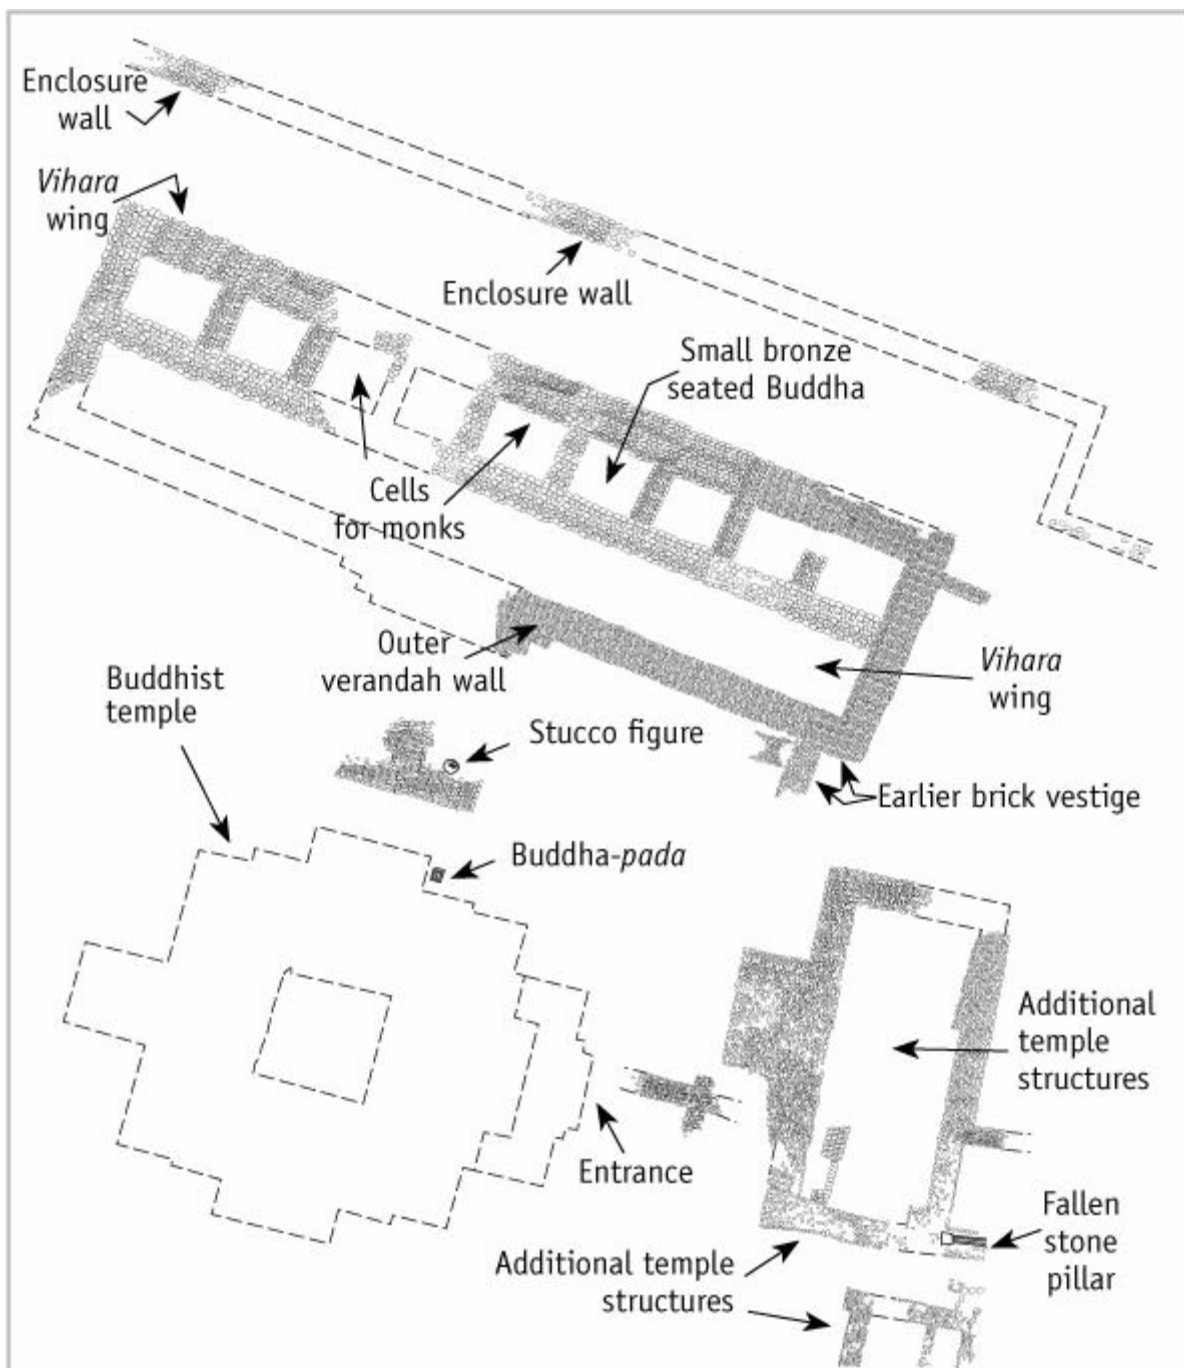 Enclosure
wall
Vihara
wing
Enclosure wall
Small bronze
seated Buddha
Cells
for monks
Outer
verandah wall
Vihara
wing
Buddhist
temple
Stucco figure
Earlier brick vestige
Buddha-pada
Additional
temple
structures
Entrance
Fallen
stone
pillar
Additional temple
structures